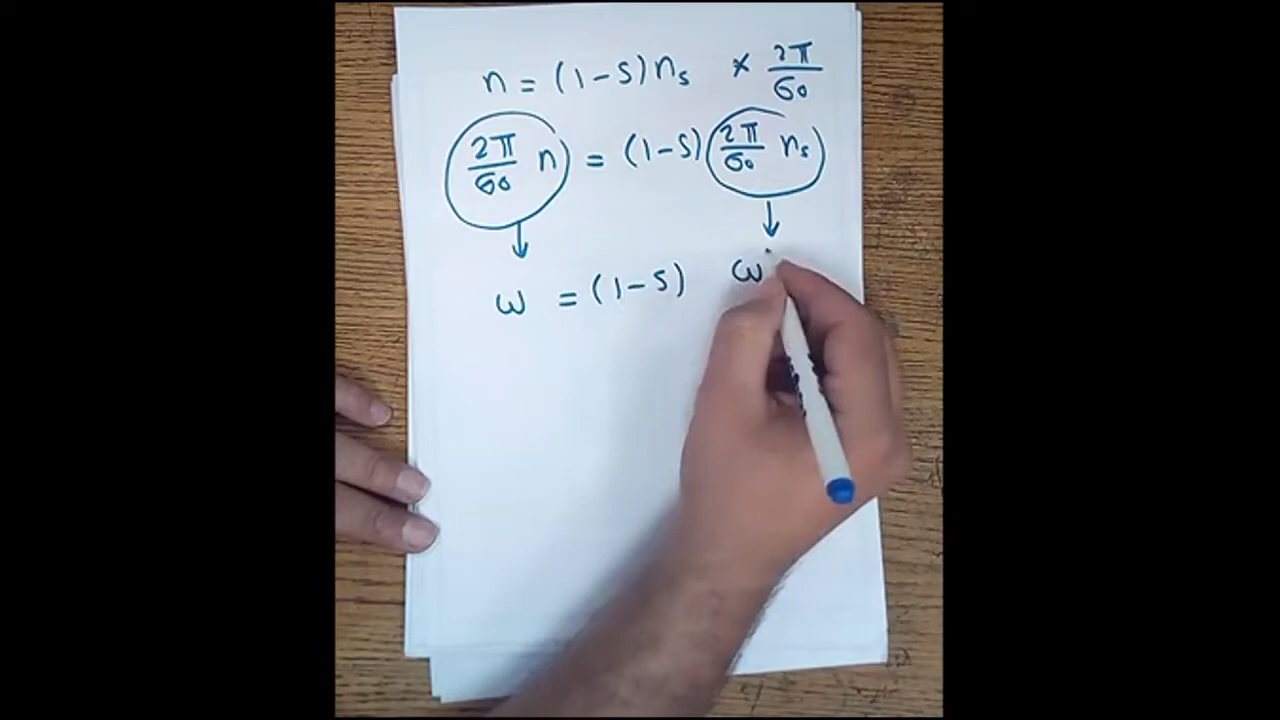 n = (1-S) nₛ × 2π/60
2π/60 n = (1-S) 2π/60 nₛ
ω = (1-S) ω